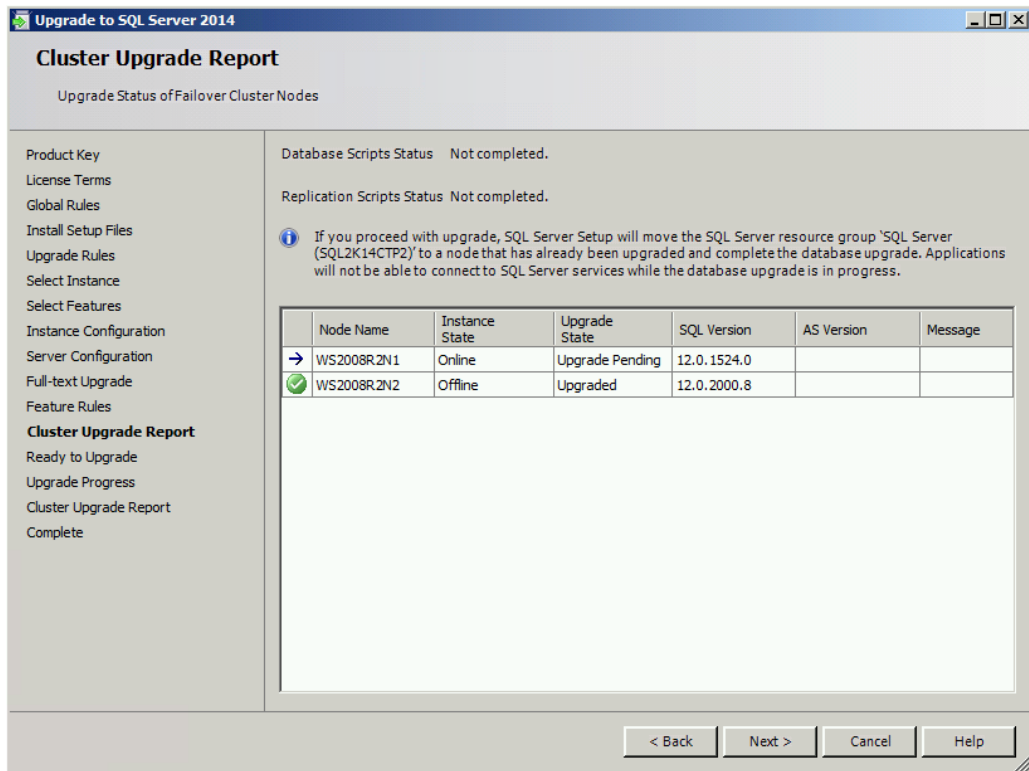 Upgrade to SQL Server 2014
Cluster Upgrade Report
Upgrade Status of Failover Cluster Nodes
Product Key
License Terms
Global Rules
Install Setup Files
Upgrade Rules
Select Instance
Select Features
Instance Configuration
Server Configuration
Full-text Upgrade
Feature Rules
Cluster Upgrade Report
Ready to Upgrade
Upgrade Progress
Cluster Upgrade Report
Complete
Database Scripts Status Not completed.
Replication Scripts Status Not completed.
If you proceed with upgrade, SQL Server Setup will move the SQL Server resource group 'SQL Server
(SQL2K14CTP2)' to a node that has already been upgraded and complete the database upgrade. Applications
will not be able to connect to SQL Server services while the database upgrade is in progress.
Node Name Instance State Upgrade State SQL Version AS Version Message
WS2008R2N1 Online Upgrade Pending 12.0.1524.0
WS2008R2N2 Offline Upgraded 12.0.2000.8
< Back Next > Cancel Help